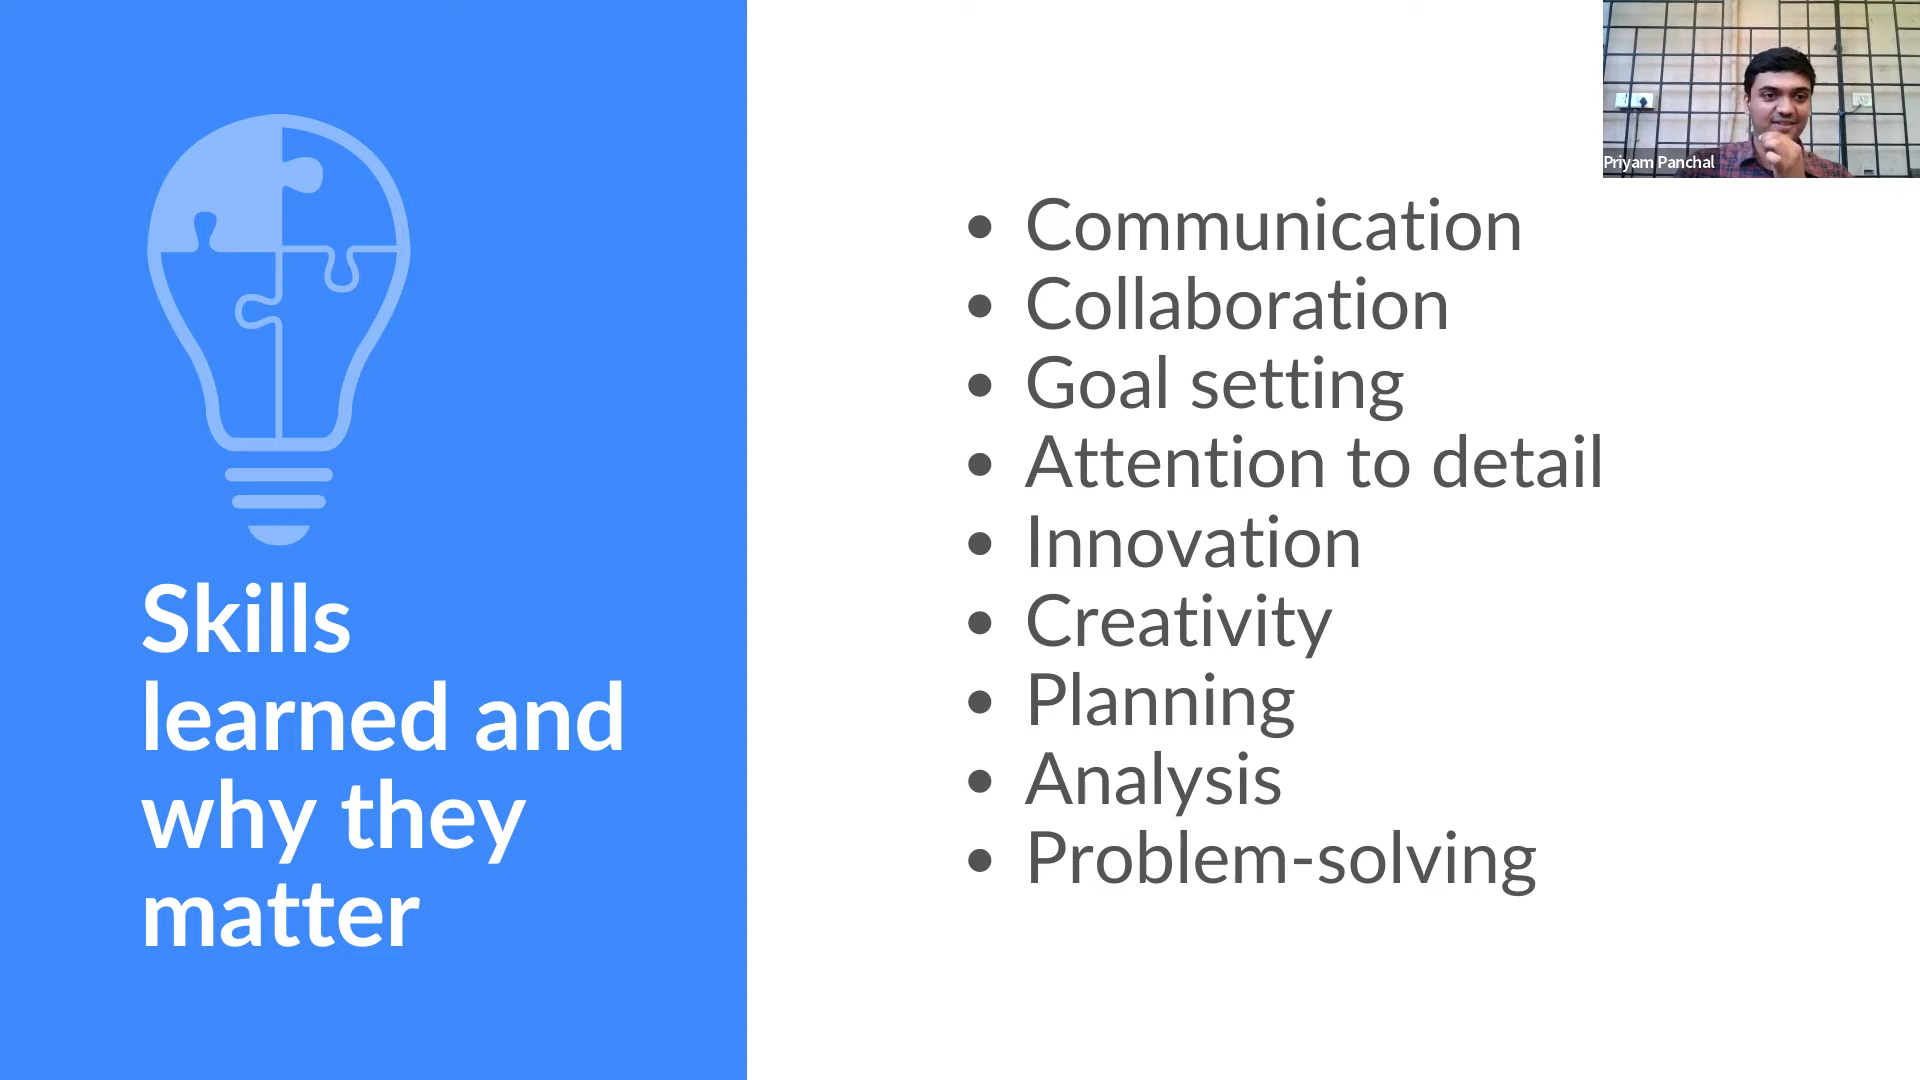 Skills
learned and
why they
matter
• Communication
• Collaboration
• Goal setting
• Attention to detail
• Innovation
• Creativity
• Planning
• Analysis
• Problem-solving
Priyam Panchal